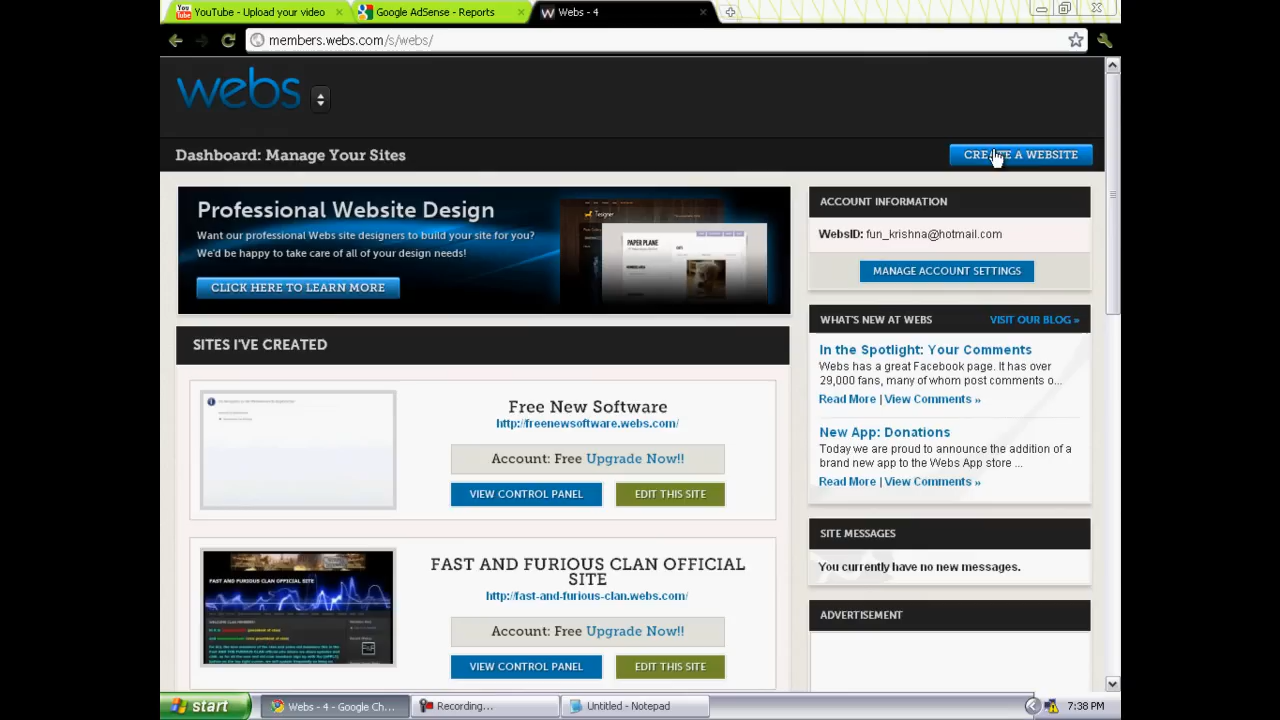 YouTube - Upload your video
Google AdSense - Reports
Webs - 4
members.webs.com/s/webs/
webs
Dashboard: Manage Your Sites
CREATE A WEBSITE
Professional Website Design
Want our professional Webs site designers to build your site for you?
We'd be happy to take care of all of your design needs!
CLICK HERE TO LEARN MORE
PAPER PLANE
ACCOUNT INFORMATION
WebsID: fun_krishna@hotmail.com
MANAGE ACCOUNT SETTINGS
WHAT'S NEW AT WEBS VISIT OUR BLOG »
In the Spotlight: Your Comments
Webs has a great Facebook page. It has over
29,000 fans, many of whom post comments o...
Read More | View Comments »
New App: Donations
Today we are proud to announce the addition of a
brand new app to the Webs App store ...
Read More | View Comments »
SITE MESSAGES
You currently have no new messages.
ADVERTISEMENT
SITES I'VE CREATED
Free New Software
http://freenewsoftware.webs.com/
Account: Free Upgrade Now!!
VIEW CONTROL PANEL
EDIT THIS SITE
FAST AND FURIOUS CLAN OFFICIAL SITE
FAST AND FURIOUS CLAN OFFICIAL
SITE
http://fast-and-furious-clan.webs.com/
Account: Free Upgrade Now!!
VIEW CONTROL PANEL
EDIT THIS SITE
start
Webs - 4 - Google Ch...
Recording...
Untitled - Notepad
7:38 PM